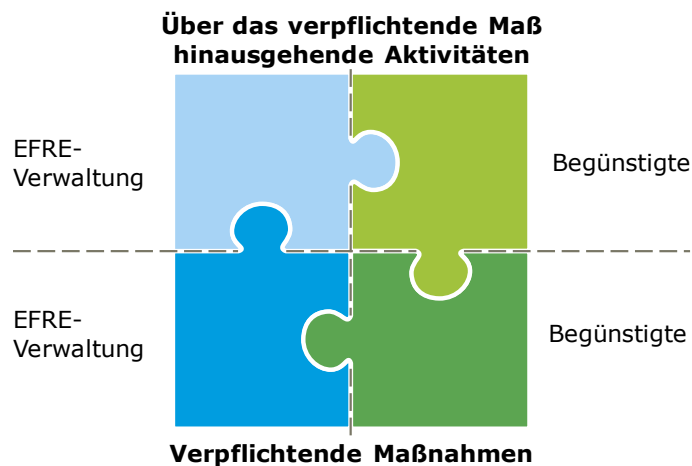 Über das verpflichtende Maß
hinausgehende Aktivitäten
EFRE-
Verwaltung
Begünstigte
EFRE-
Verwaltung
Begünstigte
Verpflichtende Maßnahmen